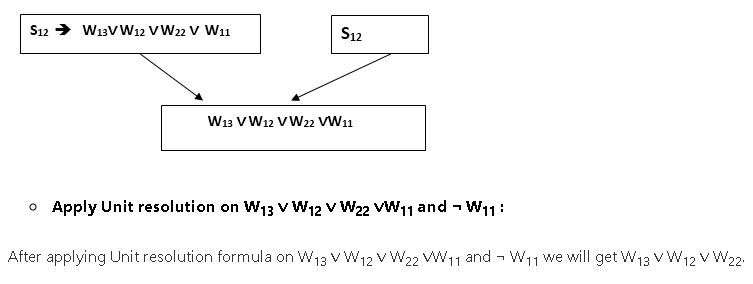 S₁₂ ➔ W₁₃∨W₁₂ ∨W₂₂ ∨ W₁₁
S₁₂
W₁₃ ∨W₁₂ ∨W₂₂ ∨W₁₁
○ Apply Unit resolution on W₁₃ ∨ W₁₂ ∨ W₂₂ ∨W₁₁ and ¬ W₁₁ :
After applying Unit resolution formula on W₁₃ ∨ W₁₂ ∨ W₂₂ ∨W₁₁ and ¬ W₁₁ we will get W₁₃ ∨ W₁₂ ∨ W₂₂.